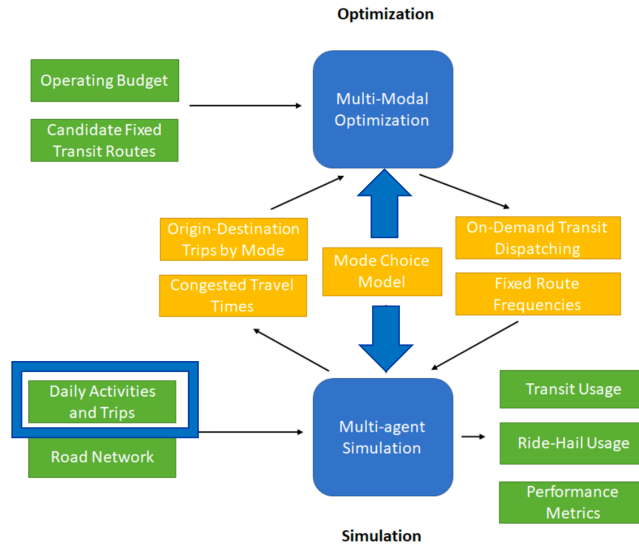 Optimization
Operating Budget
Candidate Fixed
Transit Routes
Multi-Modal
Optimization
Origin-Destination
Trips by Mode
Congested Travel
Times
Mode Choice
Model
On-Demand Transit
Dispatching
Fixed Route
Frequencies
Daily Activities
and Trips
Road Network
Multi-agent
Simulation
Transit Usage
Ride-Hail Usage
Performance
Metrics
Simulation